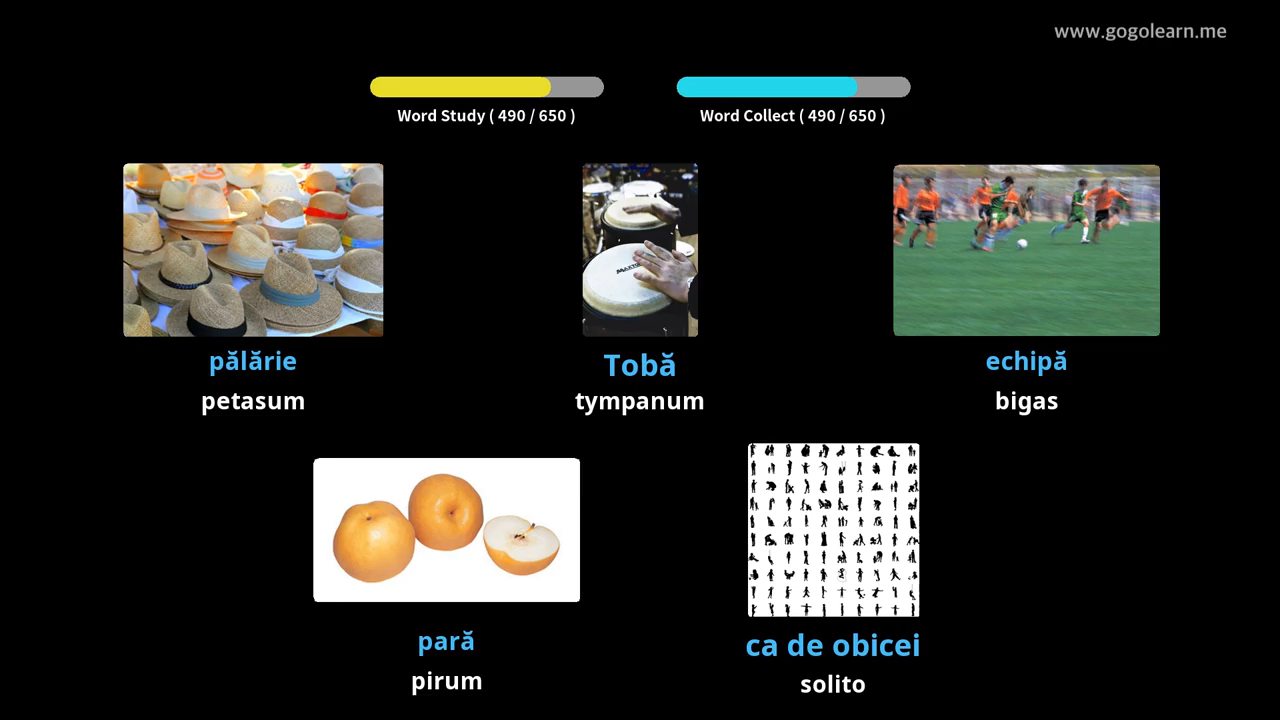 www.gogolearn.me
Word Study ( 490 / 650 )
Word Collect ( 490 / 650 )
pălărie
petasum
Tobă
tympanum
echipă
bigas
pară
pirum
ca de obicei
solito